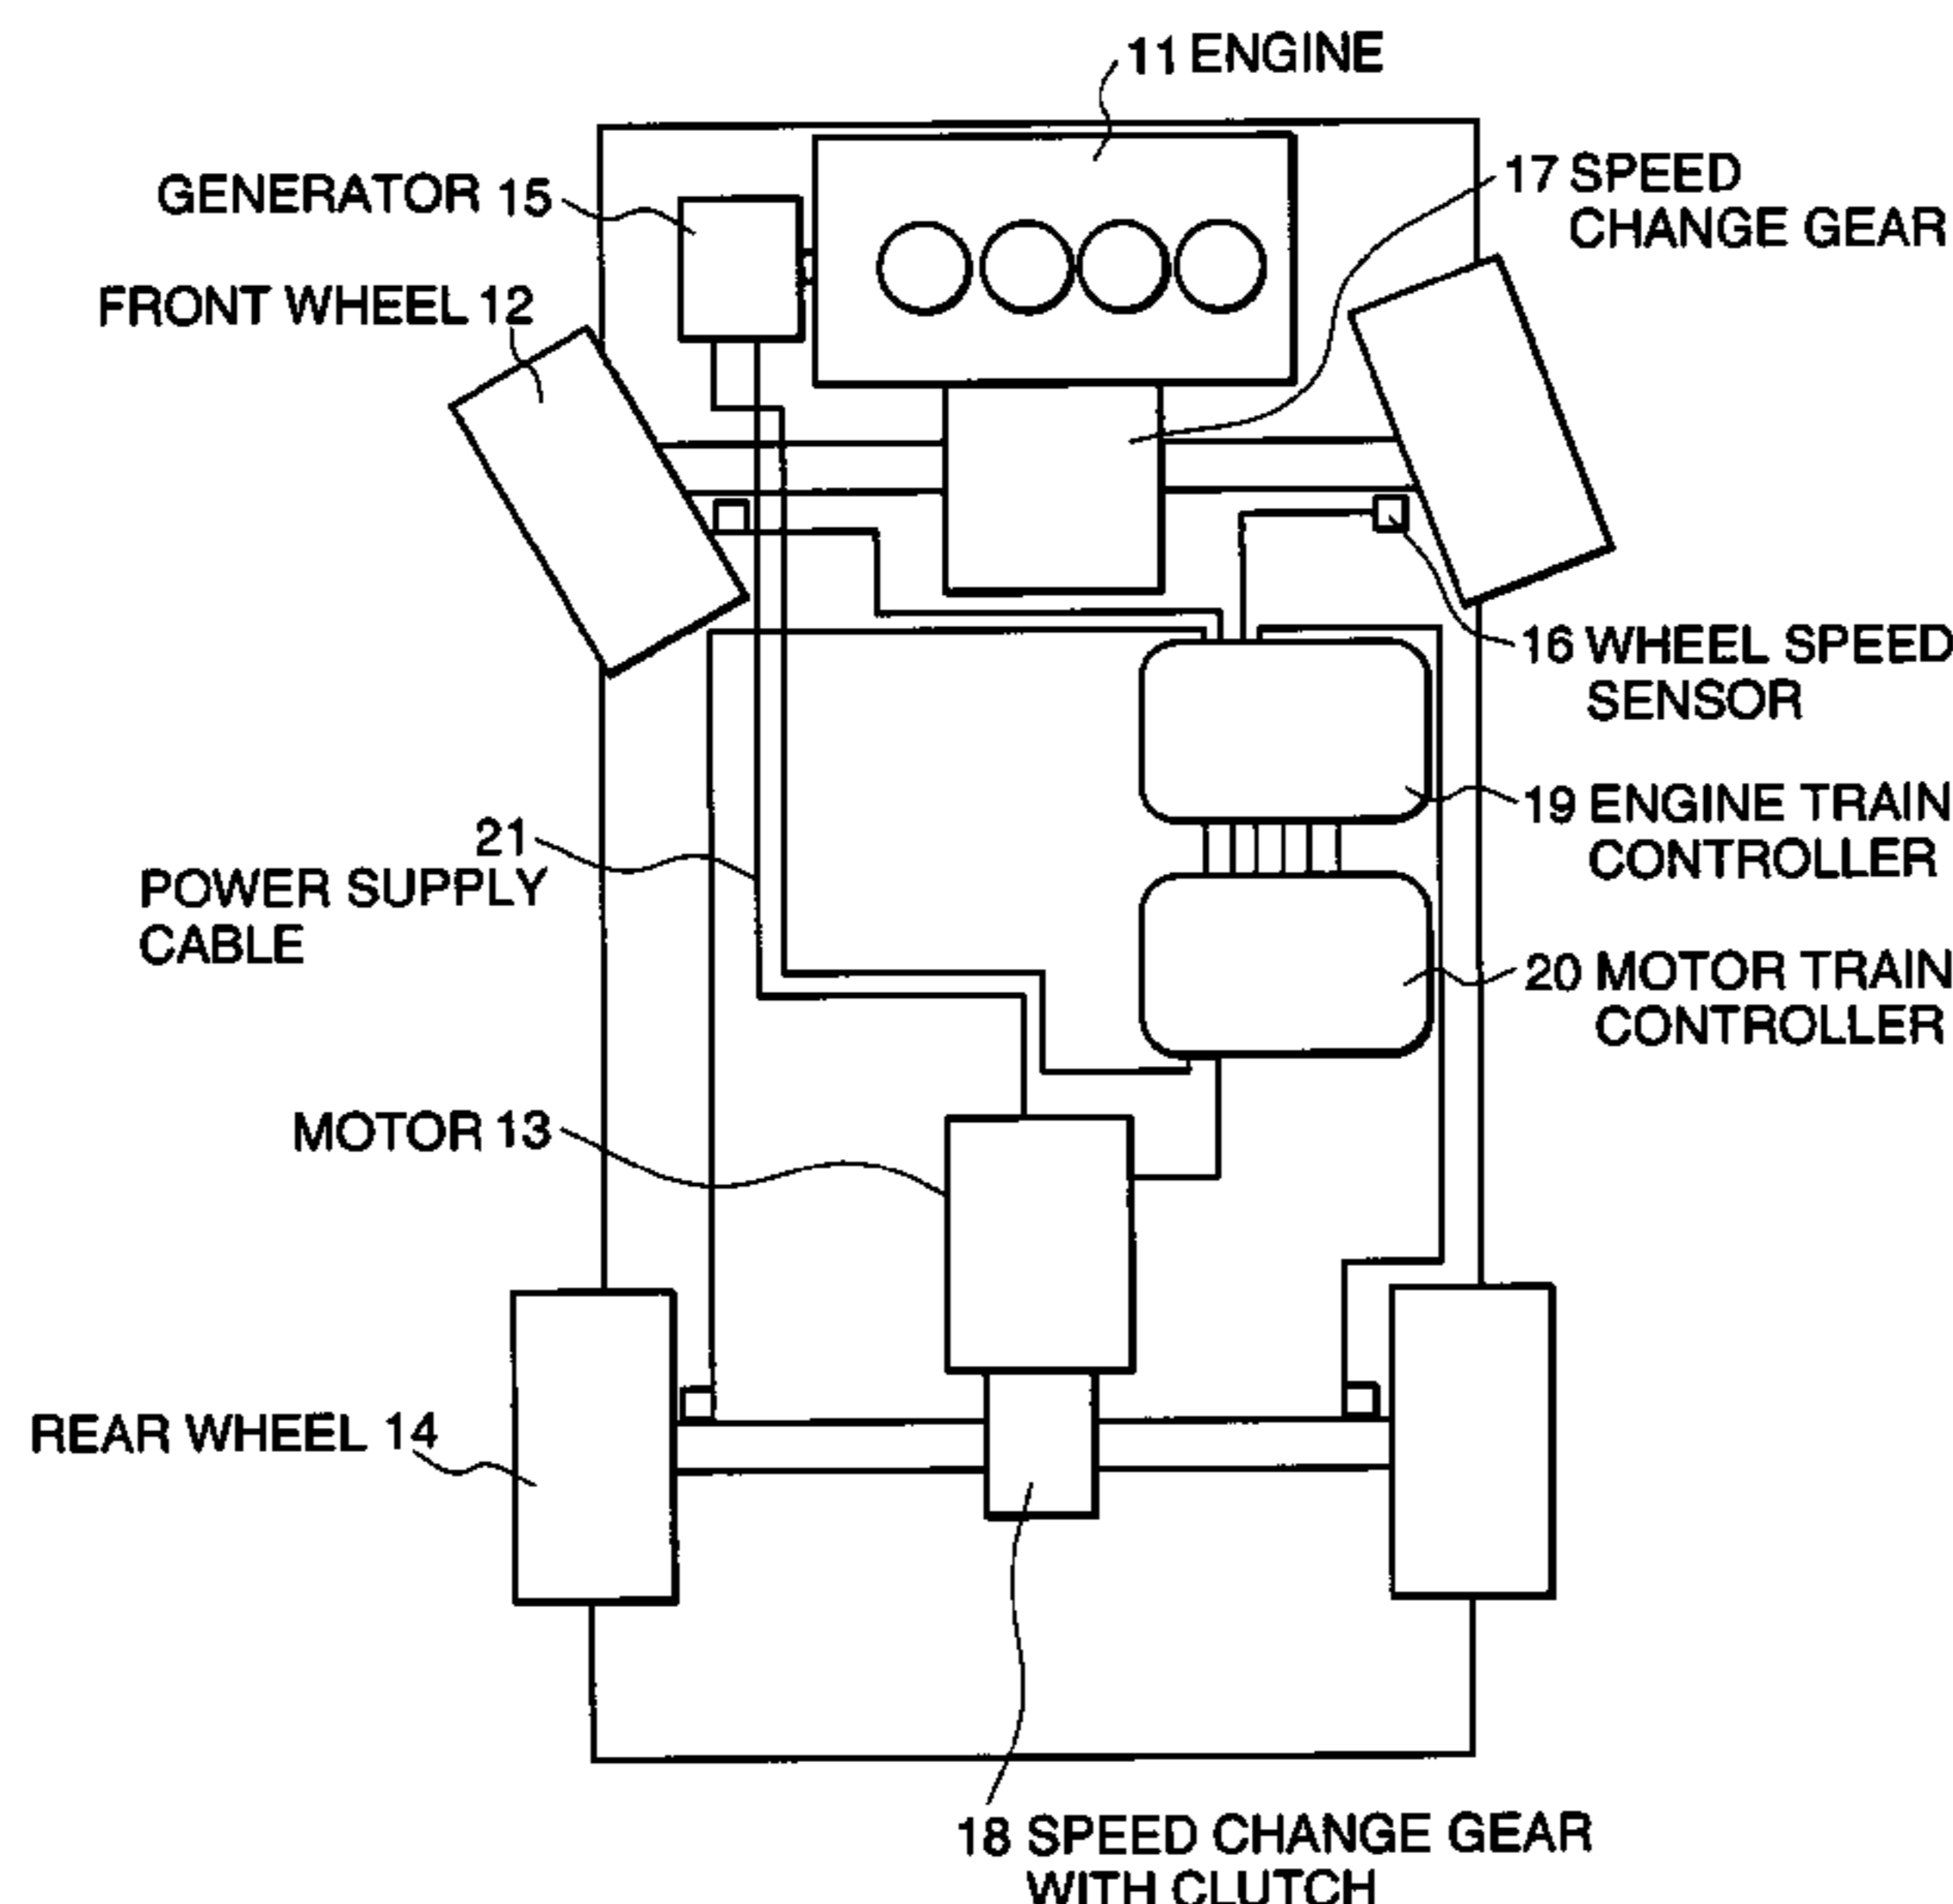 11 ENGINE
GENERATOR 15
17 SPEED
CHANGE GEAR
FRONT WHEEL 12
16 WHEEL SPEED
SENSOR
19 ENGINE TRAIN
CONTROLLER
21
POWER SUPPLY
CABLE
20 MOTOR TRAIN
CONTROLLER
MOTOR 13
REAR WHEEL 14
18 SPEED CHANGE GEAR
WITH CLUTCH